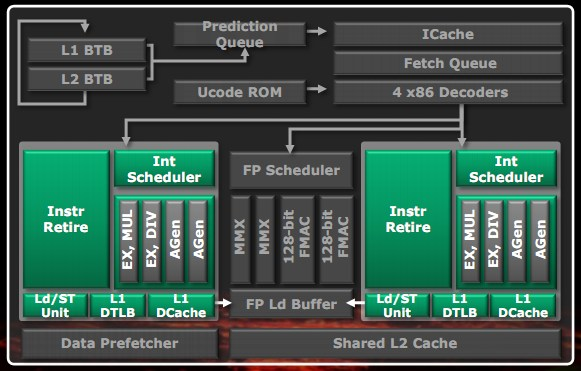 Prediction
Queue
ICache
L1 BTB
L2 BTB
Fetch Queue
Ucode ROM
4 x86 Decoders
Instr
Retire
Int
Scheduler
EX, MUL
EX, DIV
AGen
AGen
Ld/ST
Unit
L1
DTLB
L1
DCache
FP Scheduler
MMX
MMX
128-bit
FMAC
128-bit
FMAC
FP Ld Buffer
Instr
Retire
Int
Scheduler
EX, MUL
EX, DIV
AGen
AGen
Ld/ST
Unit
L1
DTLB
L1
DCache
Data Prefetcher
Shared L2 Cache